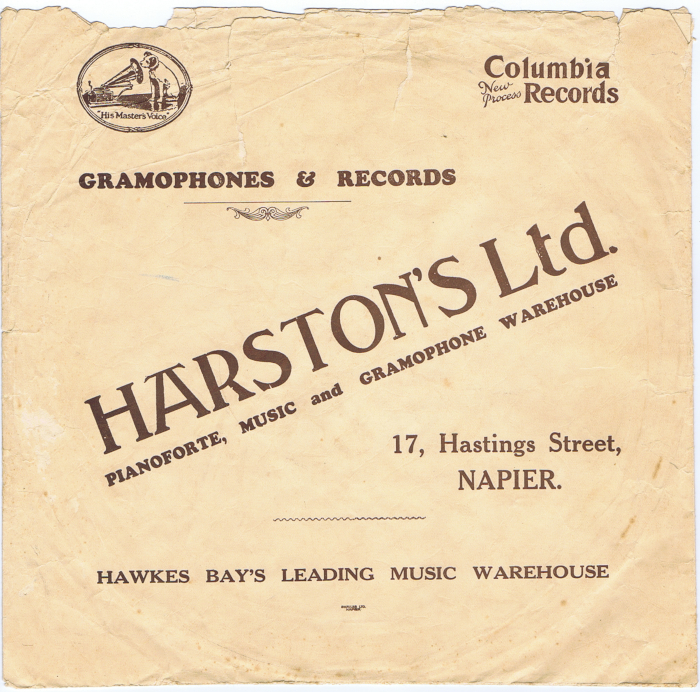 "His Master's Voice"
Columbia
New Process Records
GRAMOPHONES & RECORDS
HARSTON'S Ltd.
PIANOFORTE, MUSIC and GRAMOPHONE WAREHOUSE
17, Hastings Street,
NAPIER.
HAWKES BAY'S LEADING MUSIC WAREHOUSE